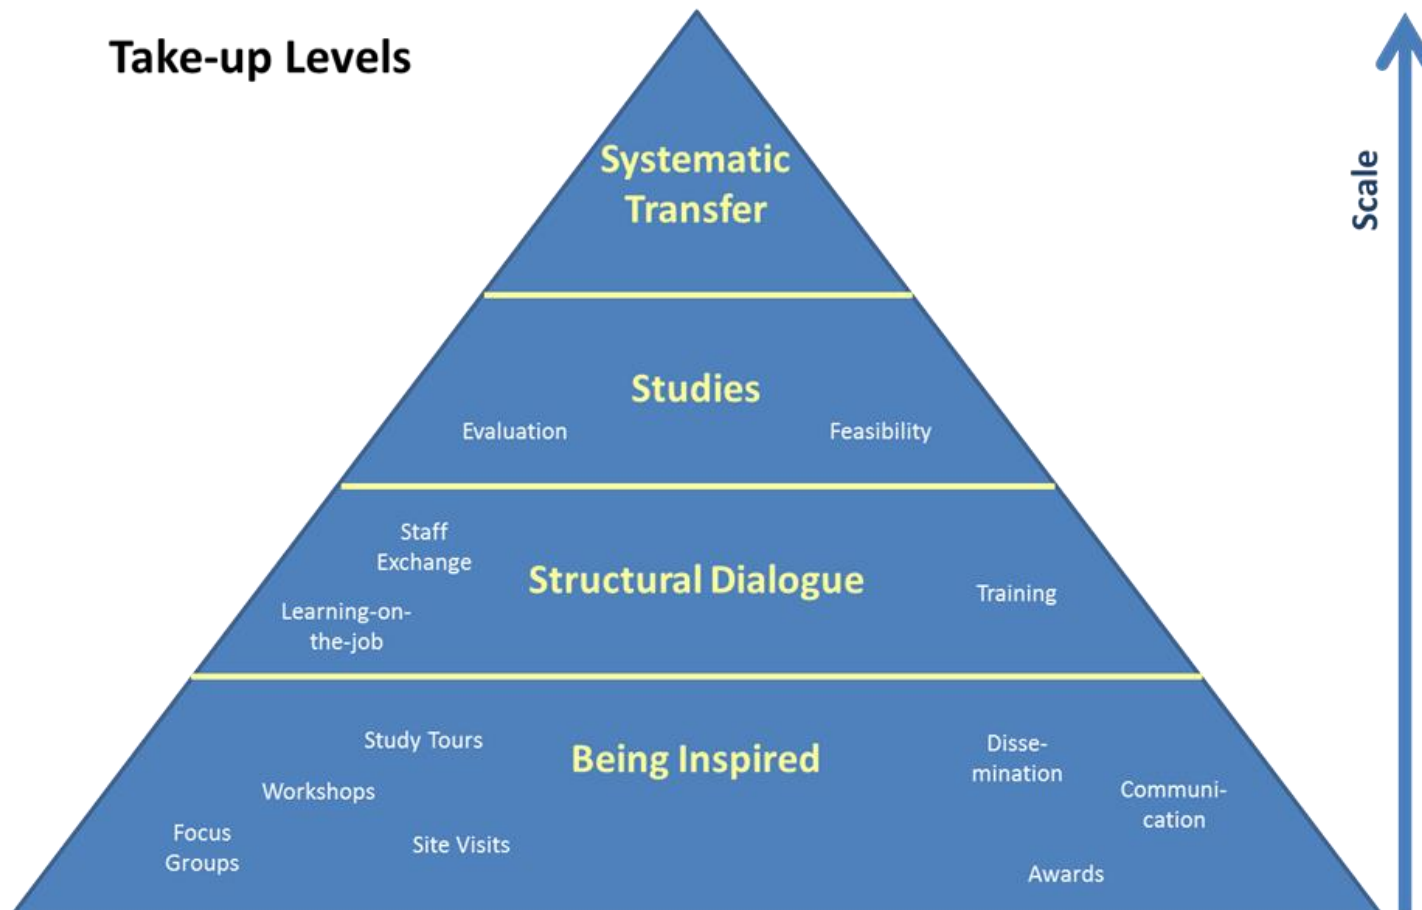 Take-up Levels
Scale
Systematic
Transfer
Studies
Evaluation
Feasibility
Staff
Exchange
Structural Dialogue
Training
Learning-on-
the-job
Being Inspired
Study Tours
Workshops
Focus
Groups
Site Visits
Disse-
mination
Communi-
cation
Awards